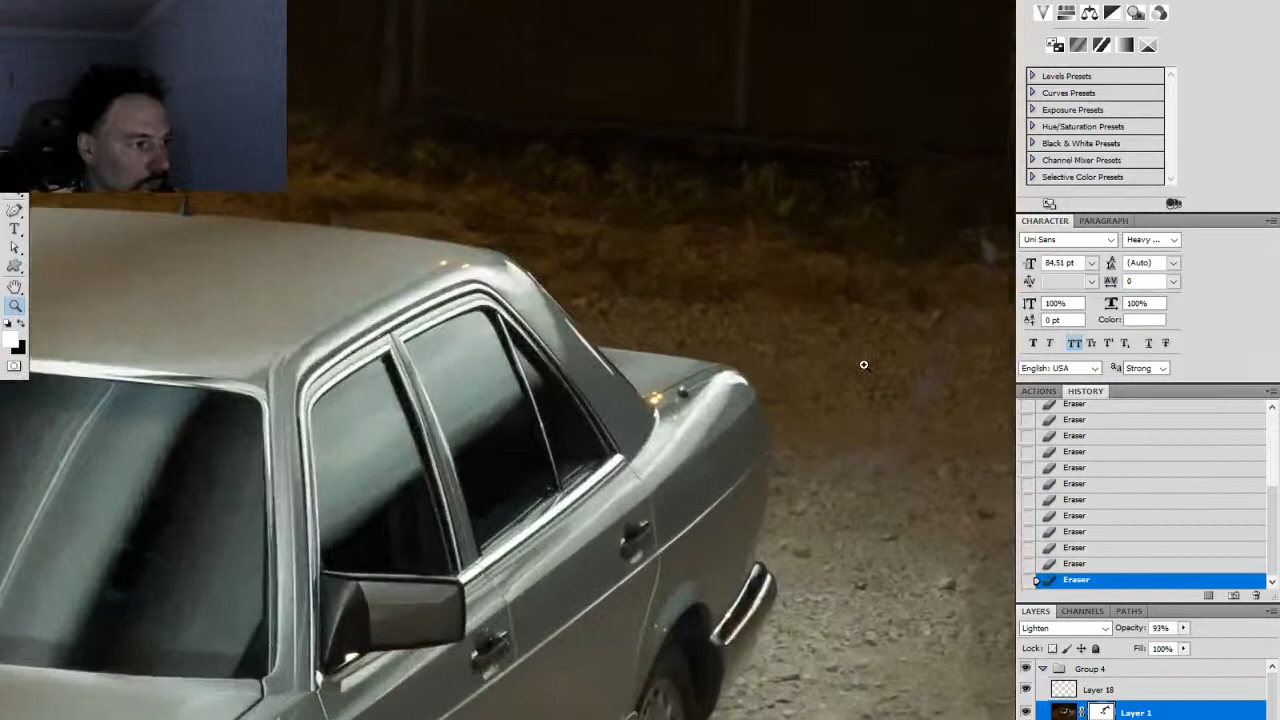 Levels Presets
Curves Presets
Exposure Presets
Hue/Saturation Presets
Black & White Presets
Channel Mixer Presets
Selective Color Presets
CHARACTER PARAGRAPH
Uni Sans Heavy ...
84,51 pt (Auto)
0
100% 100%
0 pt Color:
English: USA Strong
ACTIONS HISTORY
Eraser
Eraser
Eraser
Eraser
Eraser
Eraser
Eraser
Eraser
Eraser
Eraser
Eraser
Eraser
LAYERS CHANNELS PATHS
Lighten Opacity: 93%
Lock: Fill: 100%
Group 4
Layer 18
Layer 1